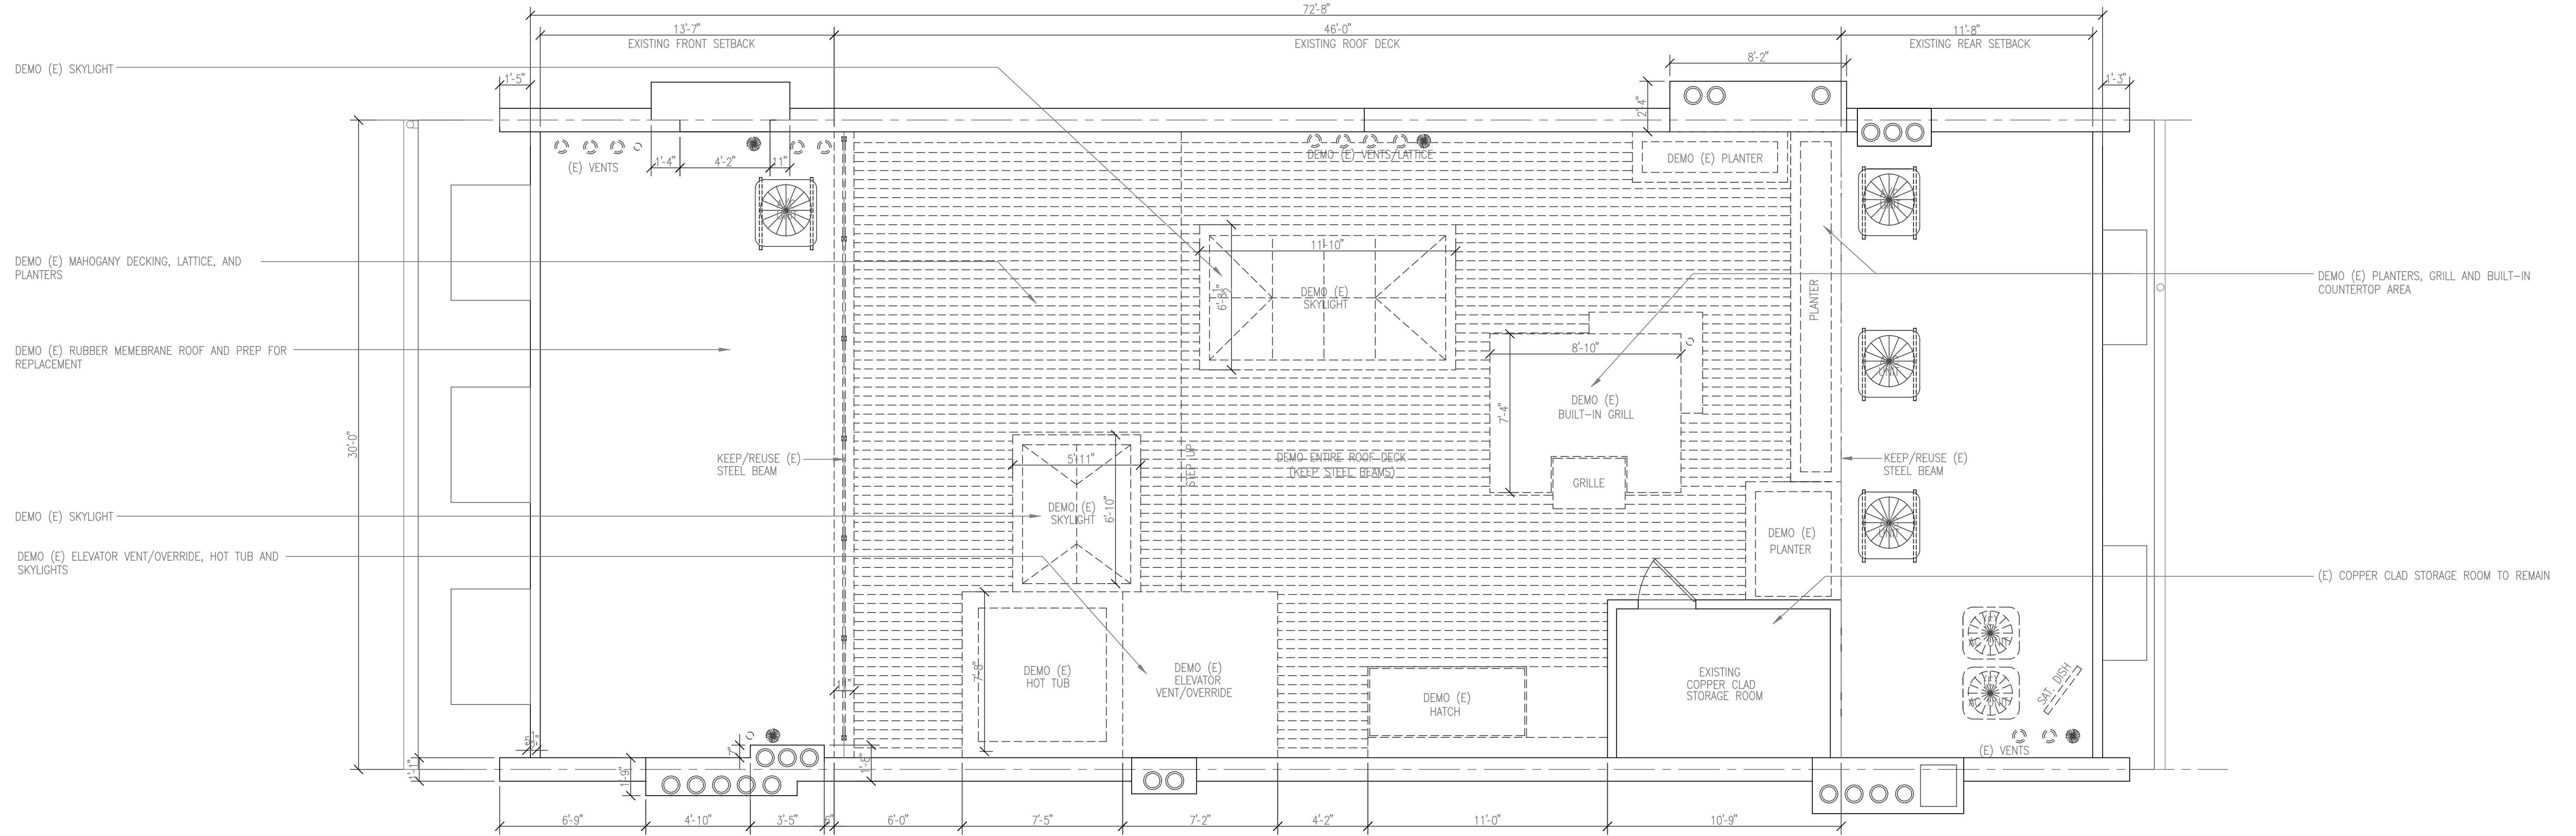 72'-8"
13'-7"
EXISTING FRONT SETBACK
46'-0"
EXISTING ROOF DECK
11'-8"
EXISTING REAR SETBACK
DEMO (E) SKYLIGHT
1'-5"
8'-2"
1'-3"
2'-4"
(E) VENTS
1'-4"
4'-2"
11"
DEMO (E) VENTS/LATTICE
DEMO (E) PLANTER
DEMO (E) MAHOGANY DECKING, LATTICE, AND
PLANTERS
11'-10"
DEMO (E)
SKYLIGHT
PLANTER
DEMO (E) PLANTERS, GRILL AND BUILT-IN
COUNTERTOP AREA
DEMO (E) RUBBER MEMEBRANE ROOF AND PREP FOR
REPLACEMENT
8'-10"
UNIT
DEMO (E)
BUILT-IN GRILL
7'-4"
30'-0"
KEEP/REUSE (E)
STEEL BEAM
5'11"
STEP UP
DEMO ENTIRE ROOF DECK
(KEEP STEEL BEAMS)
GRILLE
KEEP/REUSE (E)
STEEL BEAM
DEMO (E) SKYLIGHT
DEMO (E)
SKYLIGHT
6'-10"
DEMO (E)
PLANTER
UNIT
DEMO (E) ELEVATOR VENT/OVERRIDE, HOT TUB AND
SKYLIGHTS
(E) COPPER CLAD STORAGE ROOM TO REMAIN
7'-8"
DEMO (E)
HOT TUB
DEMO (E)
ELEVATOR
VENT/OVERRIDE
DEMO (E)
HATCH
EXISTING
COPPER CLAD
STORAGE ROOM
SAT. DISH
(E) VENTS
7"
1'-1"
1'-9"
1'-8"
6'-9"
4'-10"
3'-5"
6"
6'-0"
7'-5"
7'-2"
4'-2"
11'-0"
10'-9"